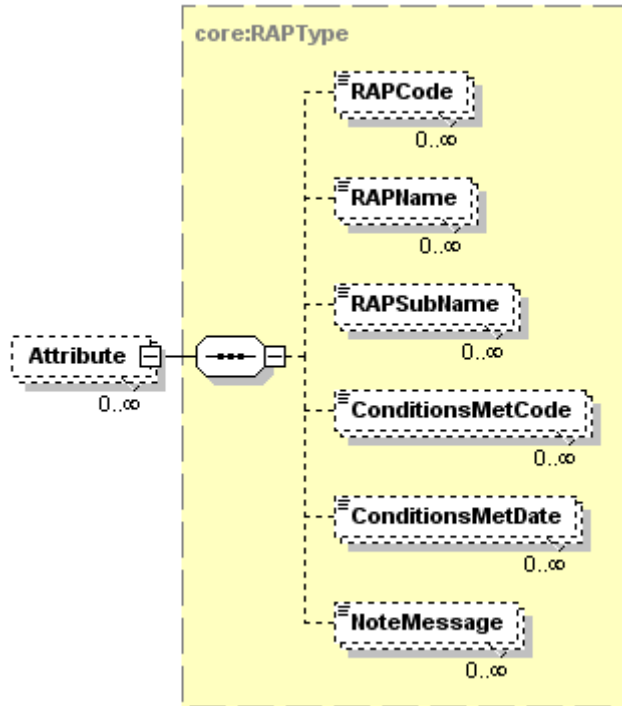 core:RAPType
RAPCode
0..∞
RAPName
0..∞
RAPSubName
0..∞
Attribute
0..∞
ConditionsMetCode
0..∞
ConditionsMetDate
0..∞
NoteMessage
0..∞